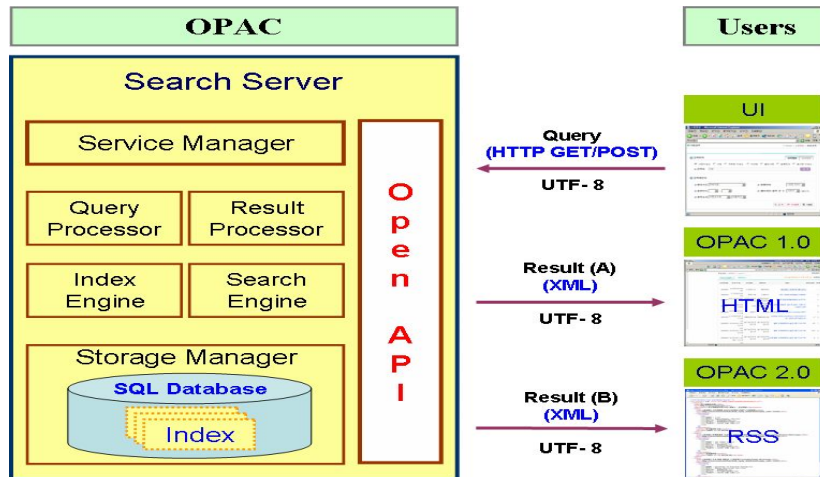 OPAC
Users
Search Server
Service Manager
Query
Processor
Result
Processor
Index
Engine
Search
Engine
Storage Manager
SQL Database
Index
Open API
Query
(HTTP GET/POST)
UTF- 8
Result (A)
(XML)
UTF- 8
Result (B)
(XML)
UTF- 8
UI
OPAC 1.0
HTML
OPAC 2.0
RSS